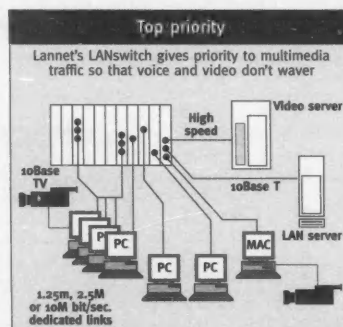 Top priority
Lannet's LANswitch gives priority to multimedia
traffic so that voice and video don't waver
High
speed
Video server
10Base
TV
10Base T
LAN server
PC
PC
PC
MAC
1.25m, 2.5M
or 10M bit/sec.
dedicated links